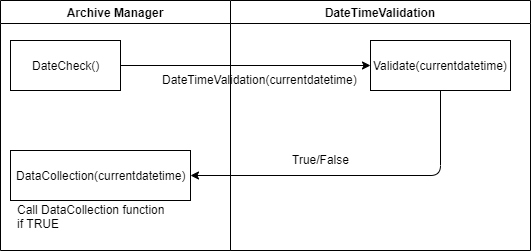 Archive Manager
DateTimeValidation
DateCheck()
Validate(currentdatetime)
DateTimeValidation(currentdatetime)
True/False
DataCollection(currentdatetime)
Call DataCollection function
if TRUE